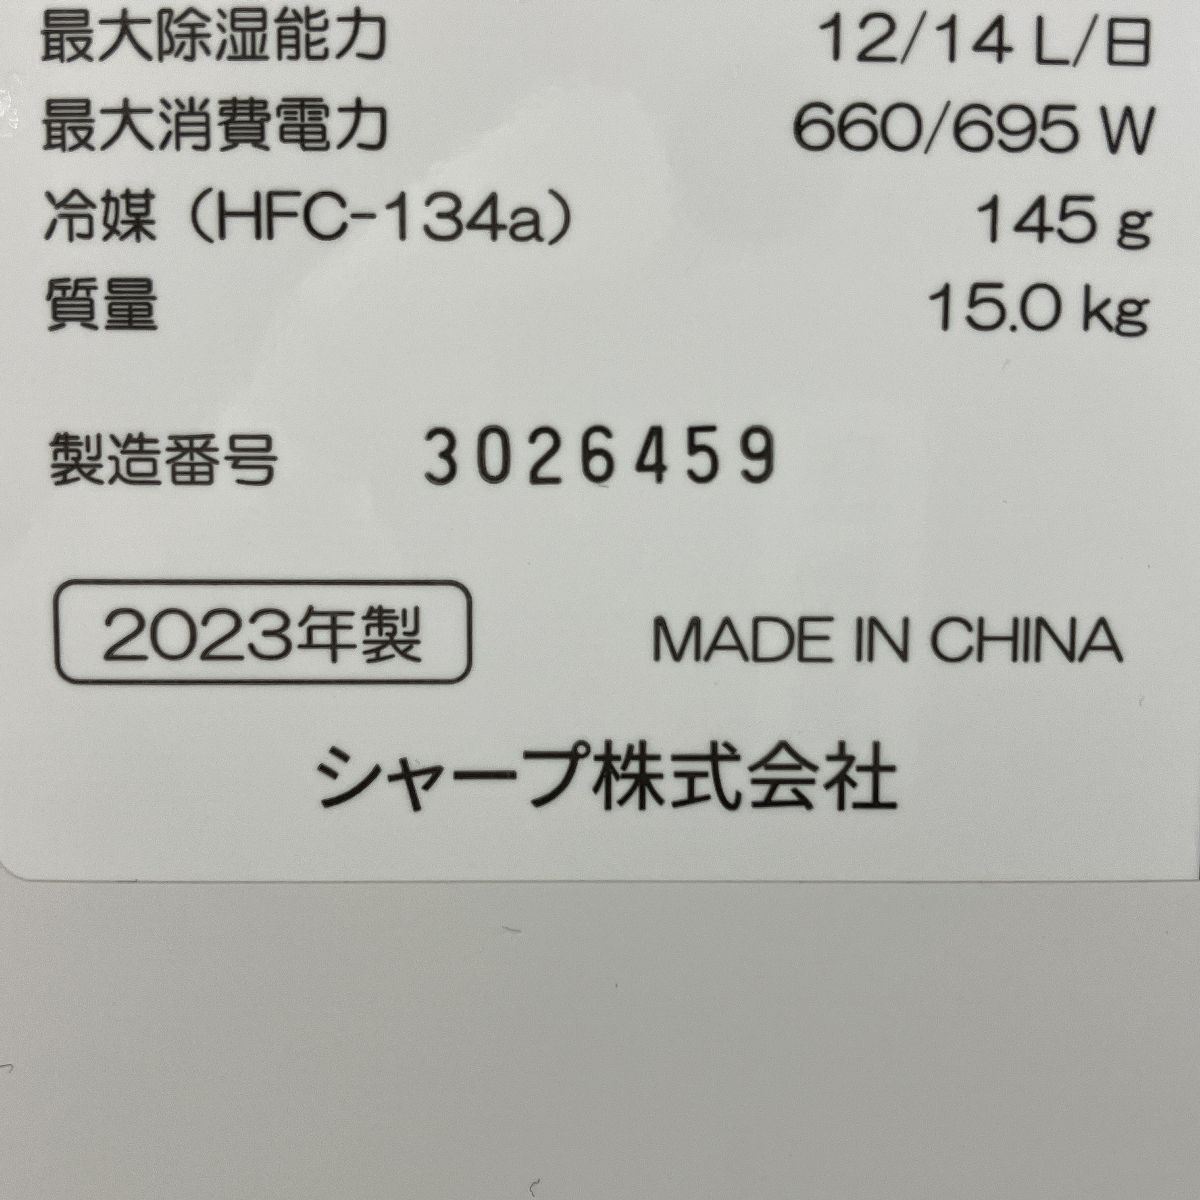 最大除湿能力 12/14 L/日
最大消費電力 660/695 W
冷媒（HFC-134a） 145 g
質量 15.0 kg
製造番号 3026459
2023年製 MADE IN CHINA
シャープ株式会社